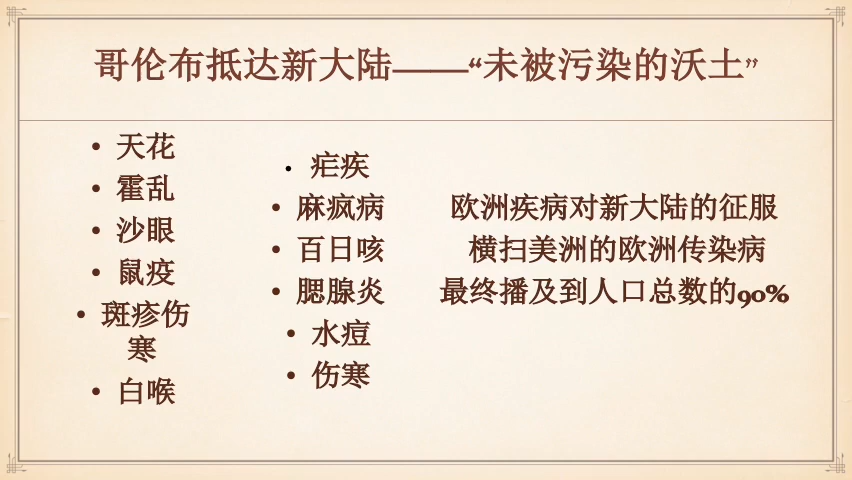 哥伦布抵达新大陆——“未被污染的沃土”
• 天花
• 霍乱
• 沙眼
• 鼠疫
• 斑疹伤
寒
• 白喉
• 疟疾
• 麻疯病
• 百日咳
• 腮腺炎
• 水痘
• 伤寒
欧洲疾病对新大陆的征服
横扫美洲的欧洲传染病
最终播及到人口总数的90%